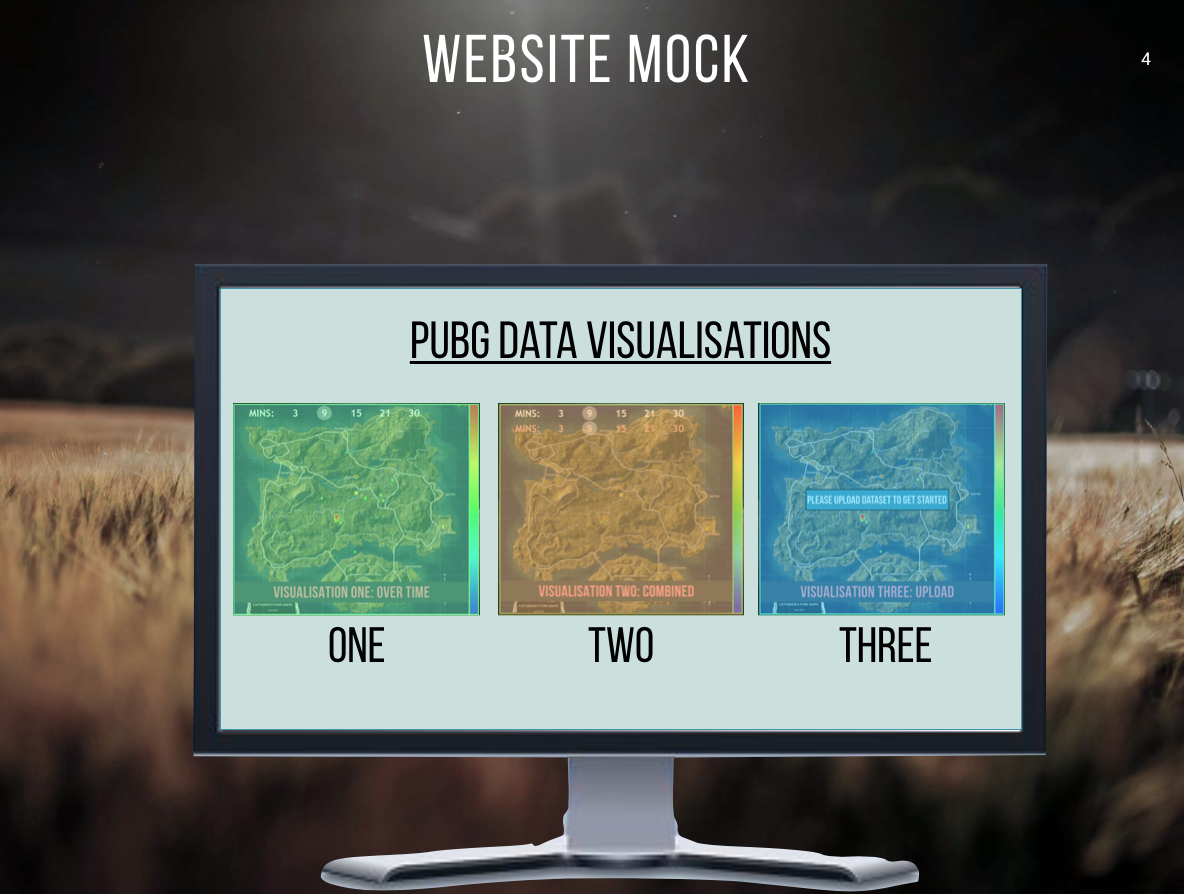 WEBSITE MOCK
4
PUBG DATA VISUALISATIONS
MINS: 3 9 15 21 30
VISUALISATION ONE: OVER TIME
ONE
MINS: 3 9 15 21 30
MINS: 3 9 15 21 30
VISUALISATION TWO: COMBINED
TWO
PLEASE UPLOAD DATASET TO GET STARTED
VISUALISATION THREE: UPLOAD
THREE